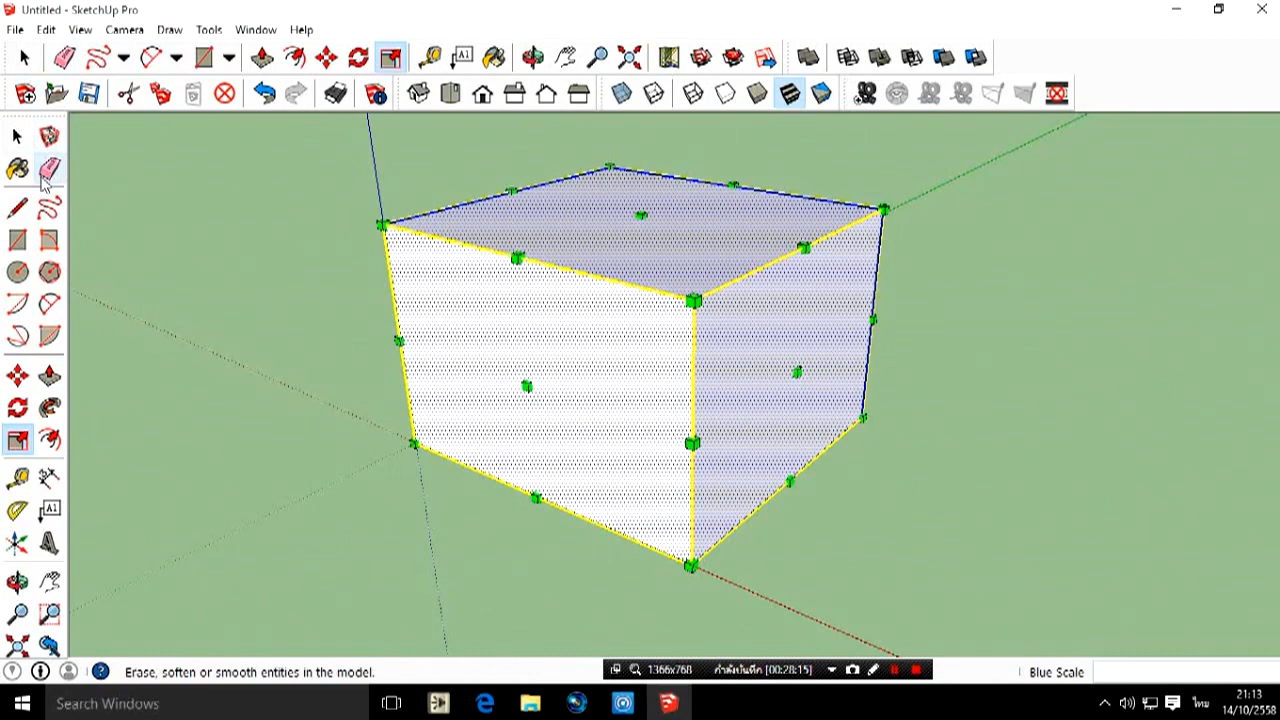 Untitled - SketchUp Pro
File Edit View Camera Draw Tools Window Help
A1
A1
Erase, soften or smooth entities in the model.
1366x768 กำลังบันทึก [00:28:15]
Blue Scale
Search Windows
ไทย
21:13
14/10/2558